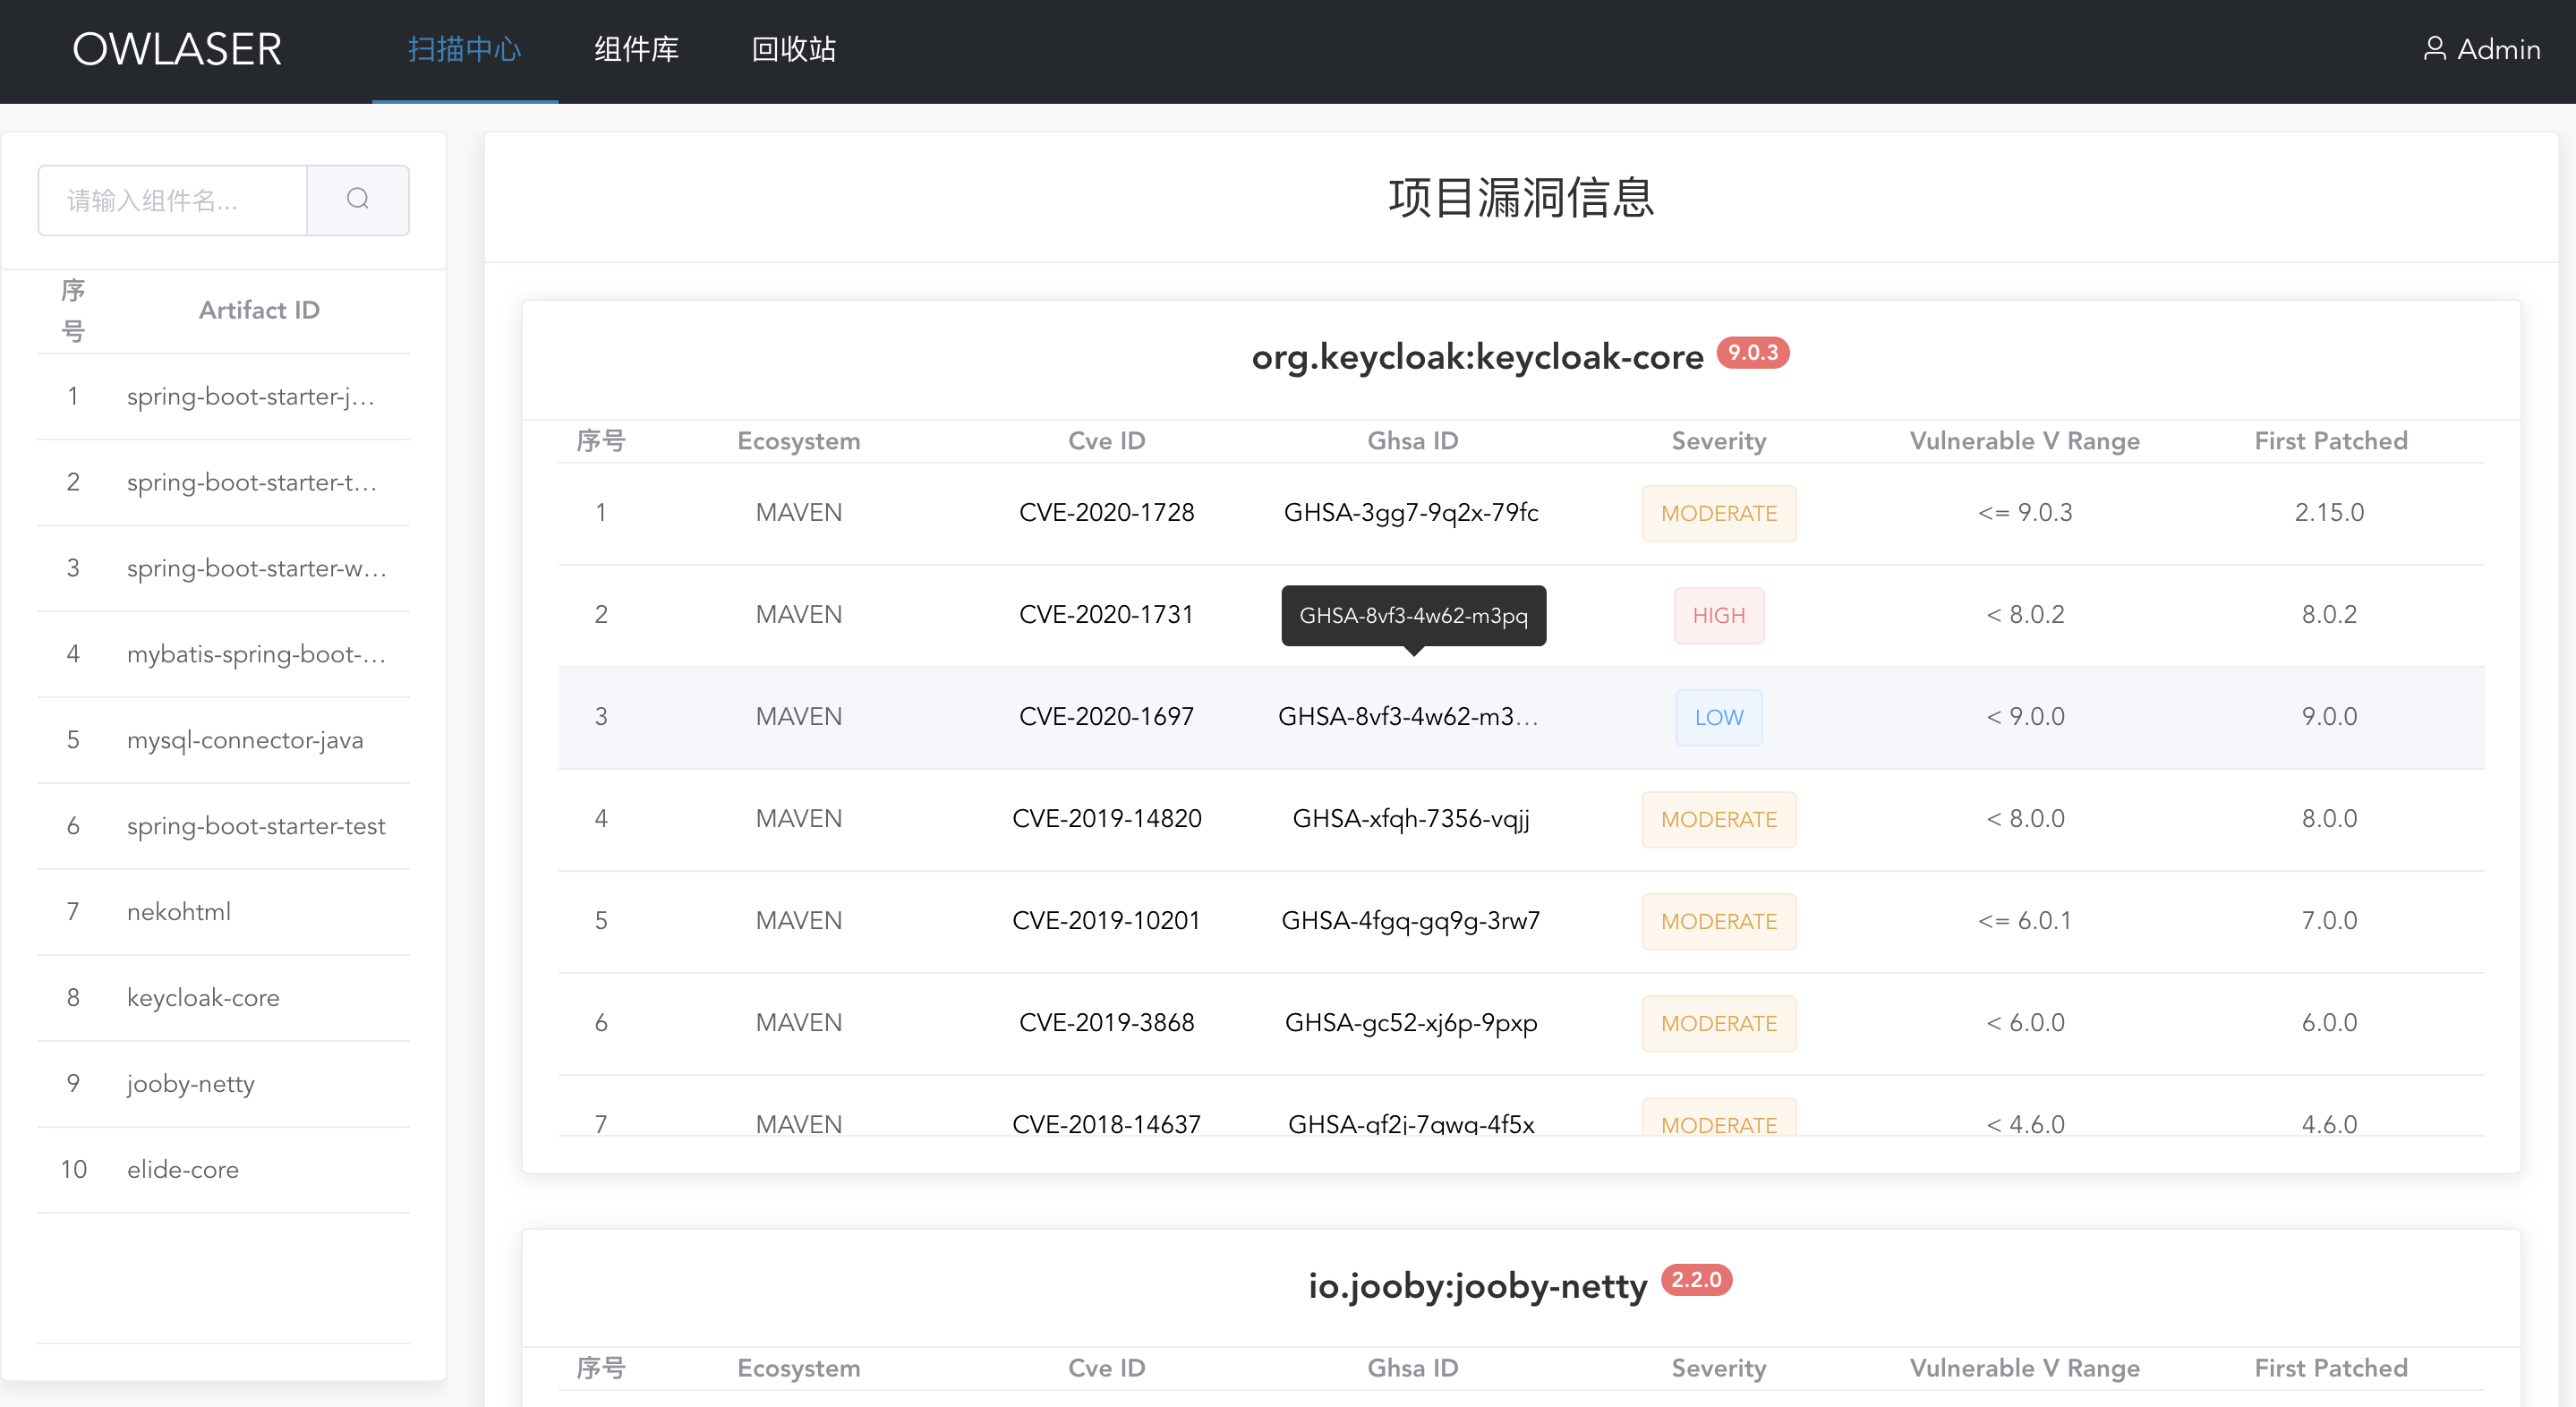 OWLASER 扫描中心 组件库 回收站 Admin
请输入组件名...
序号 Artifact ID
1 spring-boot-starter-j...
2 spring-boot-starter-t...
3 spring-boot-starter-w...
4 mybatis-spring-boot-...
5 mysql-connector-java
6 spring-boot-starter-test
7 nekohtml
8 keycloak-core
9 jooby-netty
10 elide-core
项目漏洞信息
org.keycloak:keycloak-core 9.0.3
序号 Ecosystem Cve ID Ghsa ID Severity Vulnerable V Range First Patched
1 MAVEN CVE-2020-1728 GHSA-3gg7-9q2x-79fc MODERATE <= 9.0.3 2.15.0
2 MAVEN CVE-2020-1731 GHSA-8vf3-4w62-m3pq HIGH < 8.0.2 8.0.2
3 MAVEN CVE-2020-1697 GHSA-8vf3-4w62-m3... LOW < 9.0.0 9.0.0
4 MAVEN CVE-2019-14820 GHSA-xfqh-7356-vqjj MODERATE < 8.0.0 8.0.0
5 MAVEN CVE-2019-10201 GHSA-4fgq-gq9g-3rw7 MODERATE <= 6.0.1 7.0.0
6 MAVEN CVE-2019-3868 GHSA-gc52-xj6p-9pxp MODERATE < 6.0.0 6.0.0
7 MAVEN CVE-2018-14637 GHSA-gf2j-7qwg-4f5x MODERATE < 4.6.0 4.6.0
io.jooby:jooby-netty 2.2.0
序号 Ecosystem Cve ID Ghsa ID Severity Vulnerable V Range First Patched